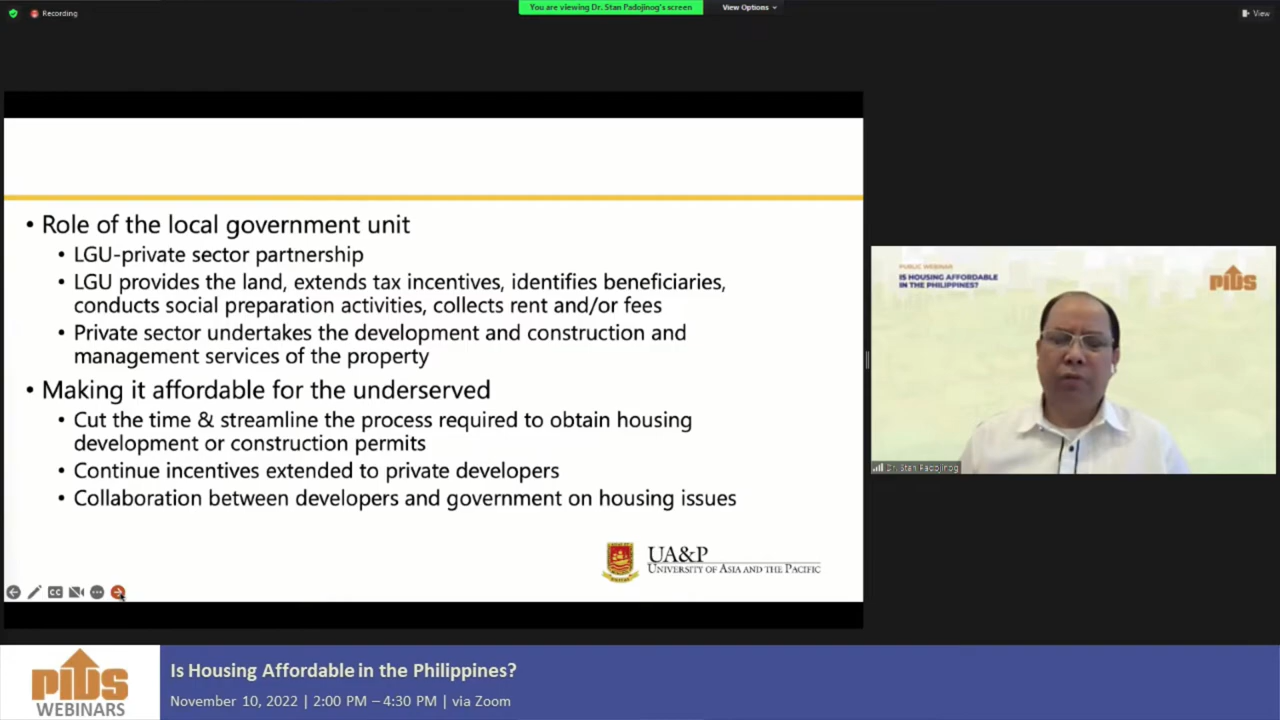 Recording
You are viewing Dr. Stan Padojinog's screen
View Options
View
• Role of the local government unit
• LGU-private sector partnership
• LGU provides the land, extends tax incentives, identifies beneficiaries,
conducts social preparation activities, collects rent and/or fees
• Private sector undertakes the development and construction and
management services of the property
• Making it affordable for the underserved
• Cut the time & streamline the process required to obtain housing
development or construction permits
• Continue incentives extended to private developers
• Collaboration between developers and government on housing issues
UA&P
UNIVERSITY OF ASIA AND THE PACIFIC
CC
PUBLIC WEBINAR
IS HOUSING AFFORDABLE
IN THE PHILIPPINES?
PIDS
Dr. Stan Padojinog
PIDS
WEBINARS
Is Housing Affordable in the Philippines?
November 10, 2022 | 2:00 PM – 4:30 PM | via Zoom